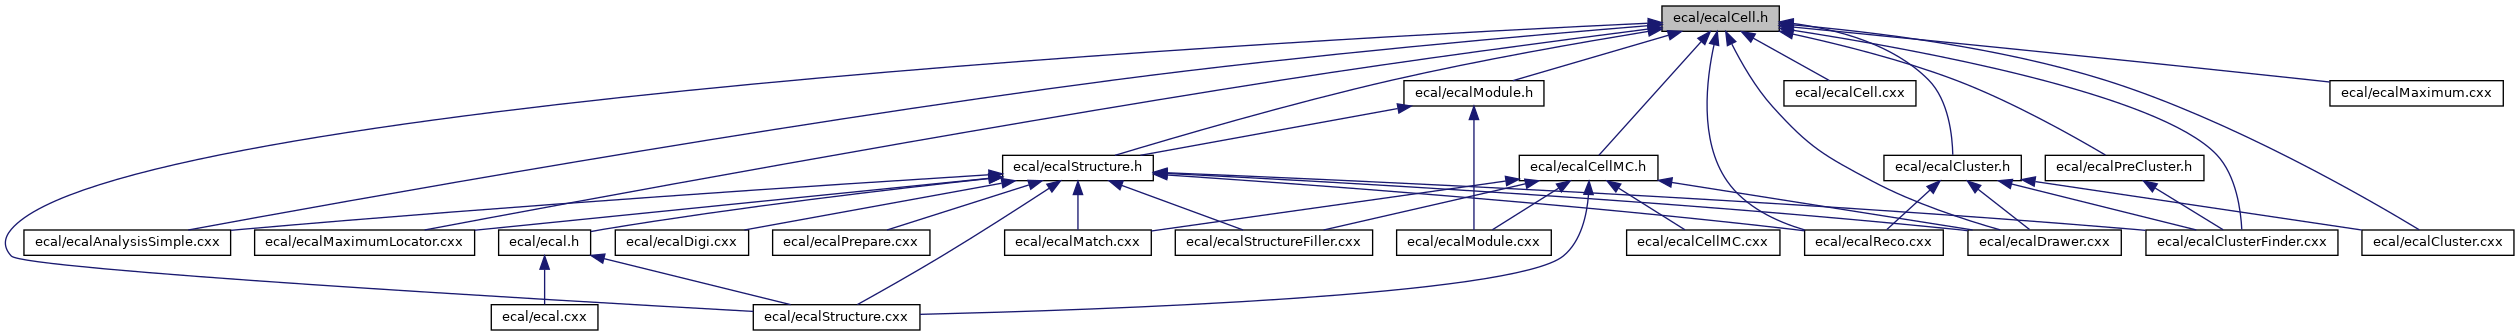 ecal/ecalCell.h
ecal/ecalModule.h
ecal/ecalCell.cxx
ecal/ecalMaximum.cxx
ecal/ecalStructure.h
ecal/ecalCellMC.h
ecal/ecalCluster.h
ecal/ecalPreCluster.h
ecal/ecalAnalysisSimple.cxx
ecal/ecalMaximumLocator.cxx
ecal/ecal.h
ecal/ecalDigi.cxx
ecal/ecalPrepare.cxx
ecal/ecalMatch.cxx
ecal/ecalStructureFiller.cxx
ecal/ecalModule.cxx
ecal/ecalCellMC.cxx
ecal/ecalReco.cxx
ecal/ecalDrawer.cxx
ecal/ecalClusterFinder.cxx
ecal/ecalCluster.cxx
ecal/ecal.cxx
ecal/ecalStructure.cxx